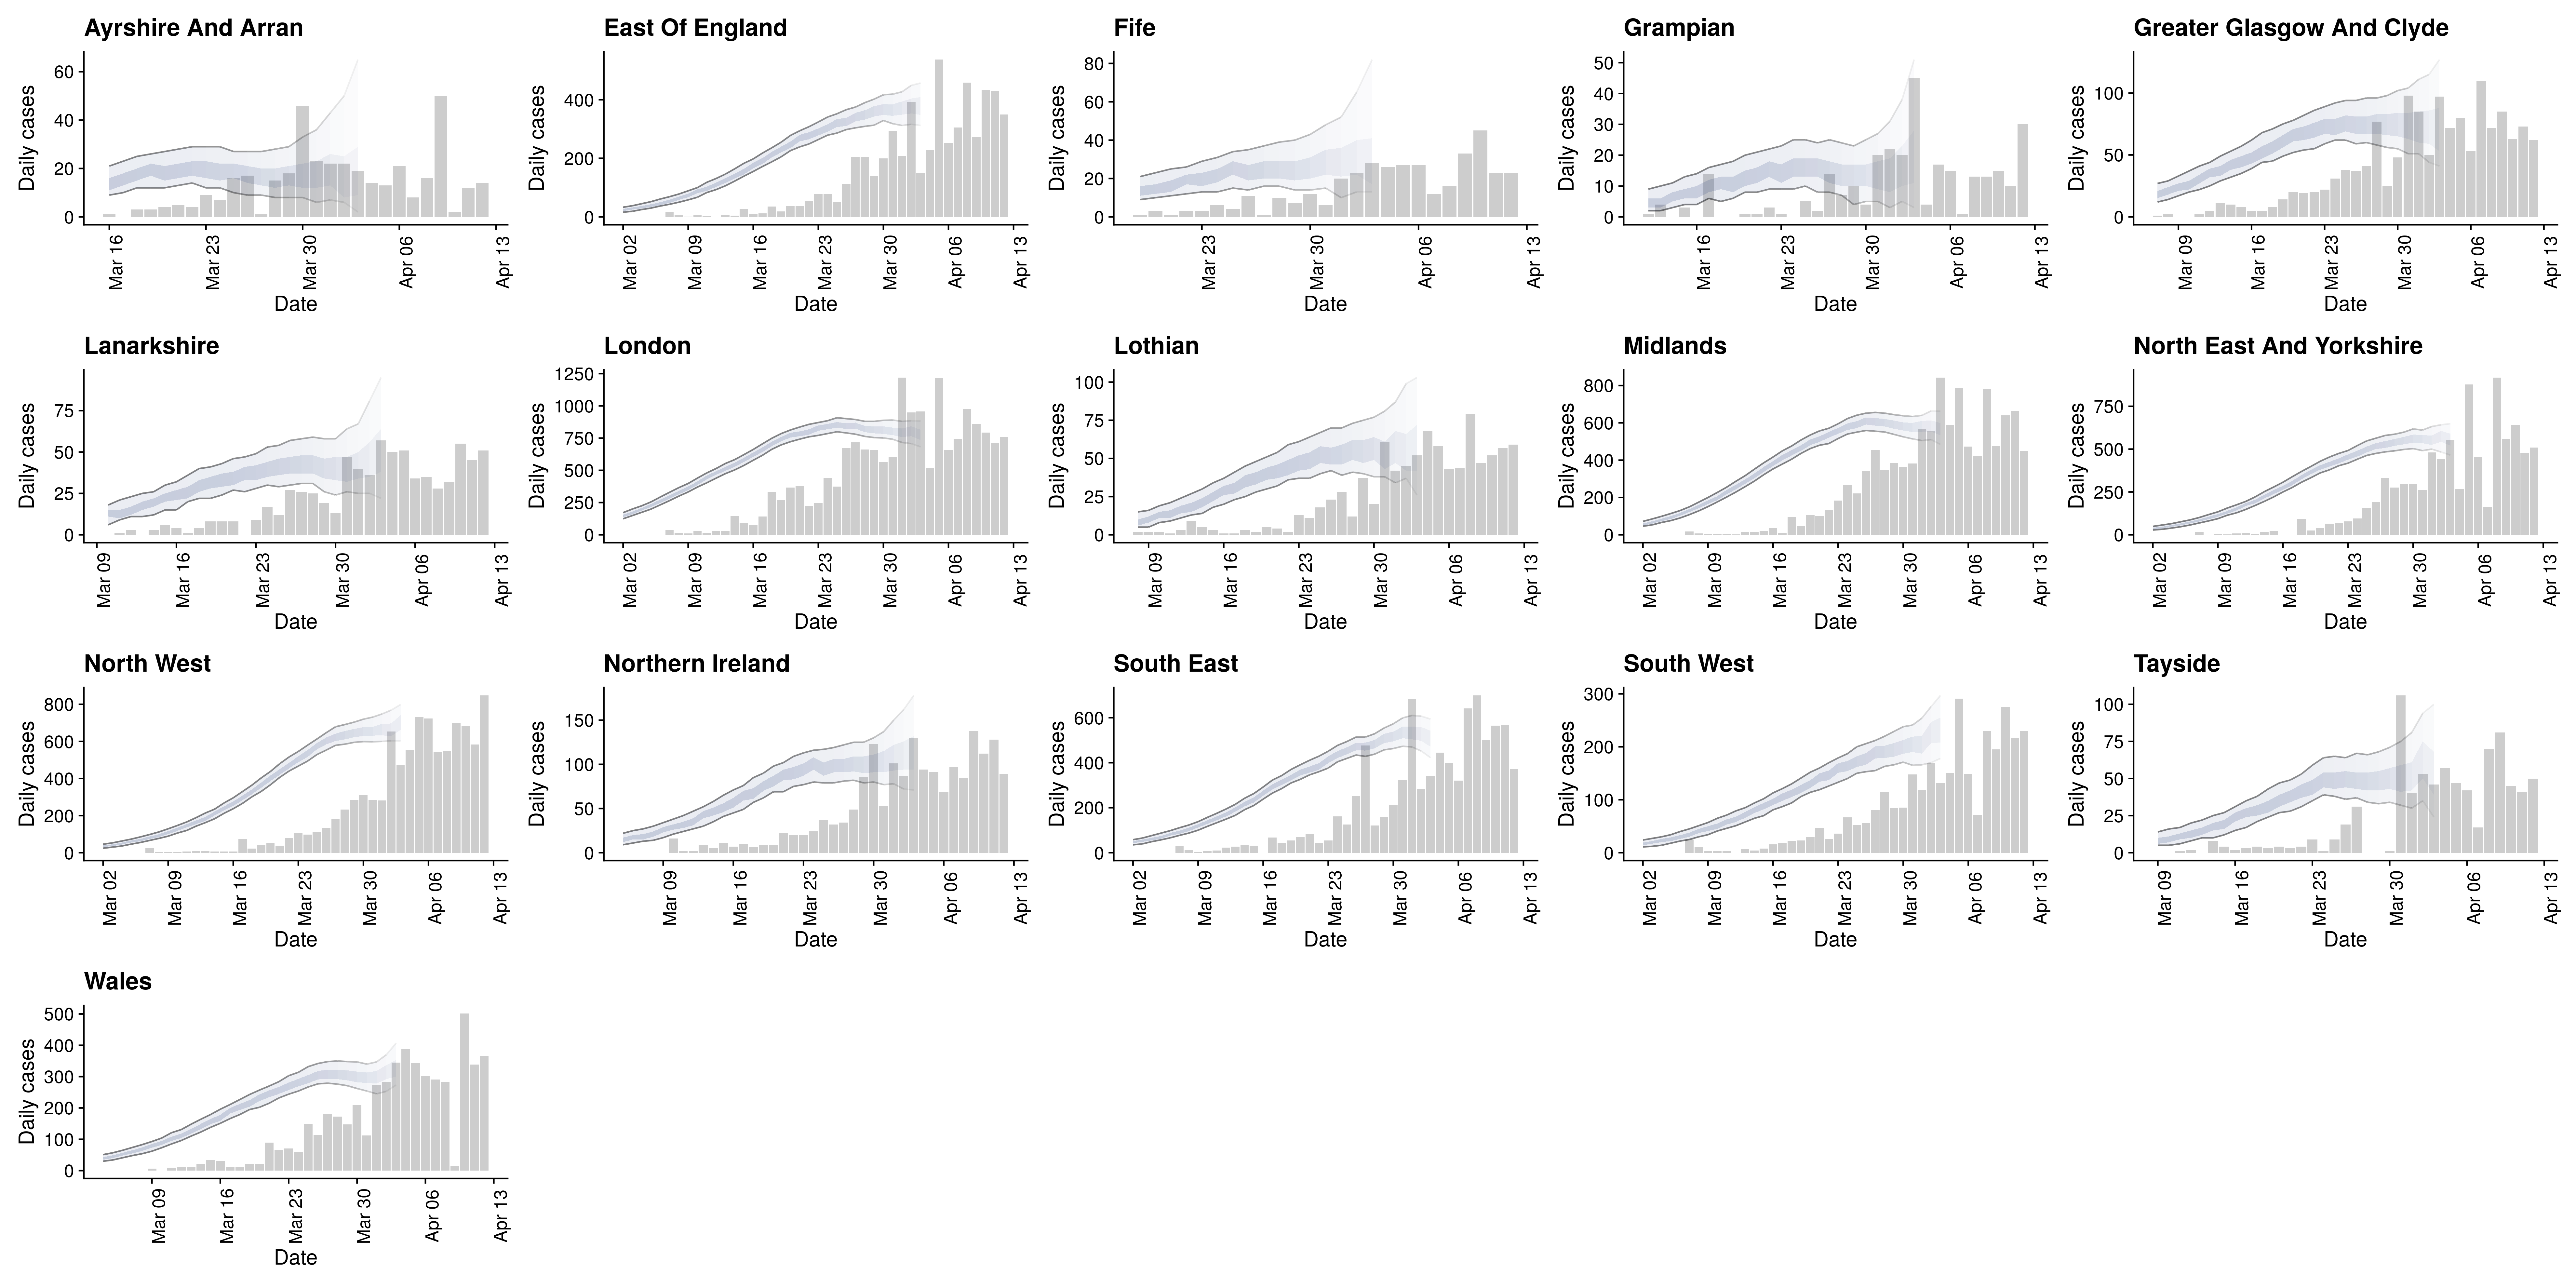 Ayrshire And Arran
Daily cases
60
40
20
0
Mar 16
Mar 23
Mar 30
Apr 06
Apr 13
Date
East Of England
Daily cases
400
200
0
Mar 02
Mar 09
Mar 16
Mar 23
Mar 30
Apr 06
Apr 13
Date
Fife
Daily cases
80
60
40
20
0
Mar 23
Mar 30
Apr 06
Apr 13
Date
Grampian
Daily cases
50
40
30
20
10
0
Mar 16
Mar 23
Mar 30
Apr 06
Apr 13
Date
Greater Glasgow And Clyde
Daily cases
100
50
0
Mar 09
Mar 16
Mar 23
Mar 30
Apr 06
Apr 13
Date
Lanarkshire
Daily cases
75
50
25
0
Mar 09
Mar 16
Mar 23
Mar 30
Apr 06
Apr 13
Date
London
Daily cases
1250
1000
750
500
250
0
Mar 02
Mar 09
Mar 16
Mar 23
Mar 30
Apr 06
Apr 13
Date
Lothian
Daily cases
100
75
50
25
0
Mar 09
Mar 16
Mar 23
Mar 30
Apr 06
Apr 13
Date
Midlands
Daily cases
800
600
400
200
0
Mar 02
Mar 09
Mar 16
Mar 23
Mar 30
Apr 06
Apr 13
Date
North East And Yorkshire
Daily cases
750
500
250
0
Mar 02
Mar 09
Mar 16
Mar 23
Mar 30
Apr 06
Apr 13
Date
North West
Daily cases
800
600
400
200
0
Mar 02
Mar 09
Mar 16
Mar 23
Mar 30
Apr 06
Apr 13
Date
Northern Ireland
Daily cases
150
100
50
0
Mar 09
Mar 16
Mar 23
Mar 30
Apr 06
Apr 13
Date
South East
Daily cases
600
400
200
0
Mar 02
Mar 09
Mar 16
Mar 23
Mar 30
Apr 06
Apr 13
Date
South West
Daily cases
300
200
100
0
Mar 02
Mar 09
Mar 16
Mar 23
Mar 30
Apr 06
Apr 13
Date
Tayside
Daily cases
100
75
50
25
0
Mar 09
Mar 16
Mar 23
Mar 30
Apr 06
Apr 13
Date
Wales
Daily cases
500
400
300
200
100
0
Mar 09
Mar 16
Mar 23
Mar 30
Apr 06
Apr 13
Date